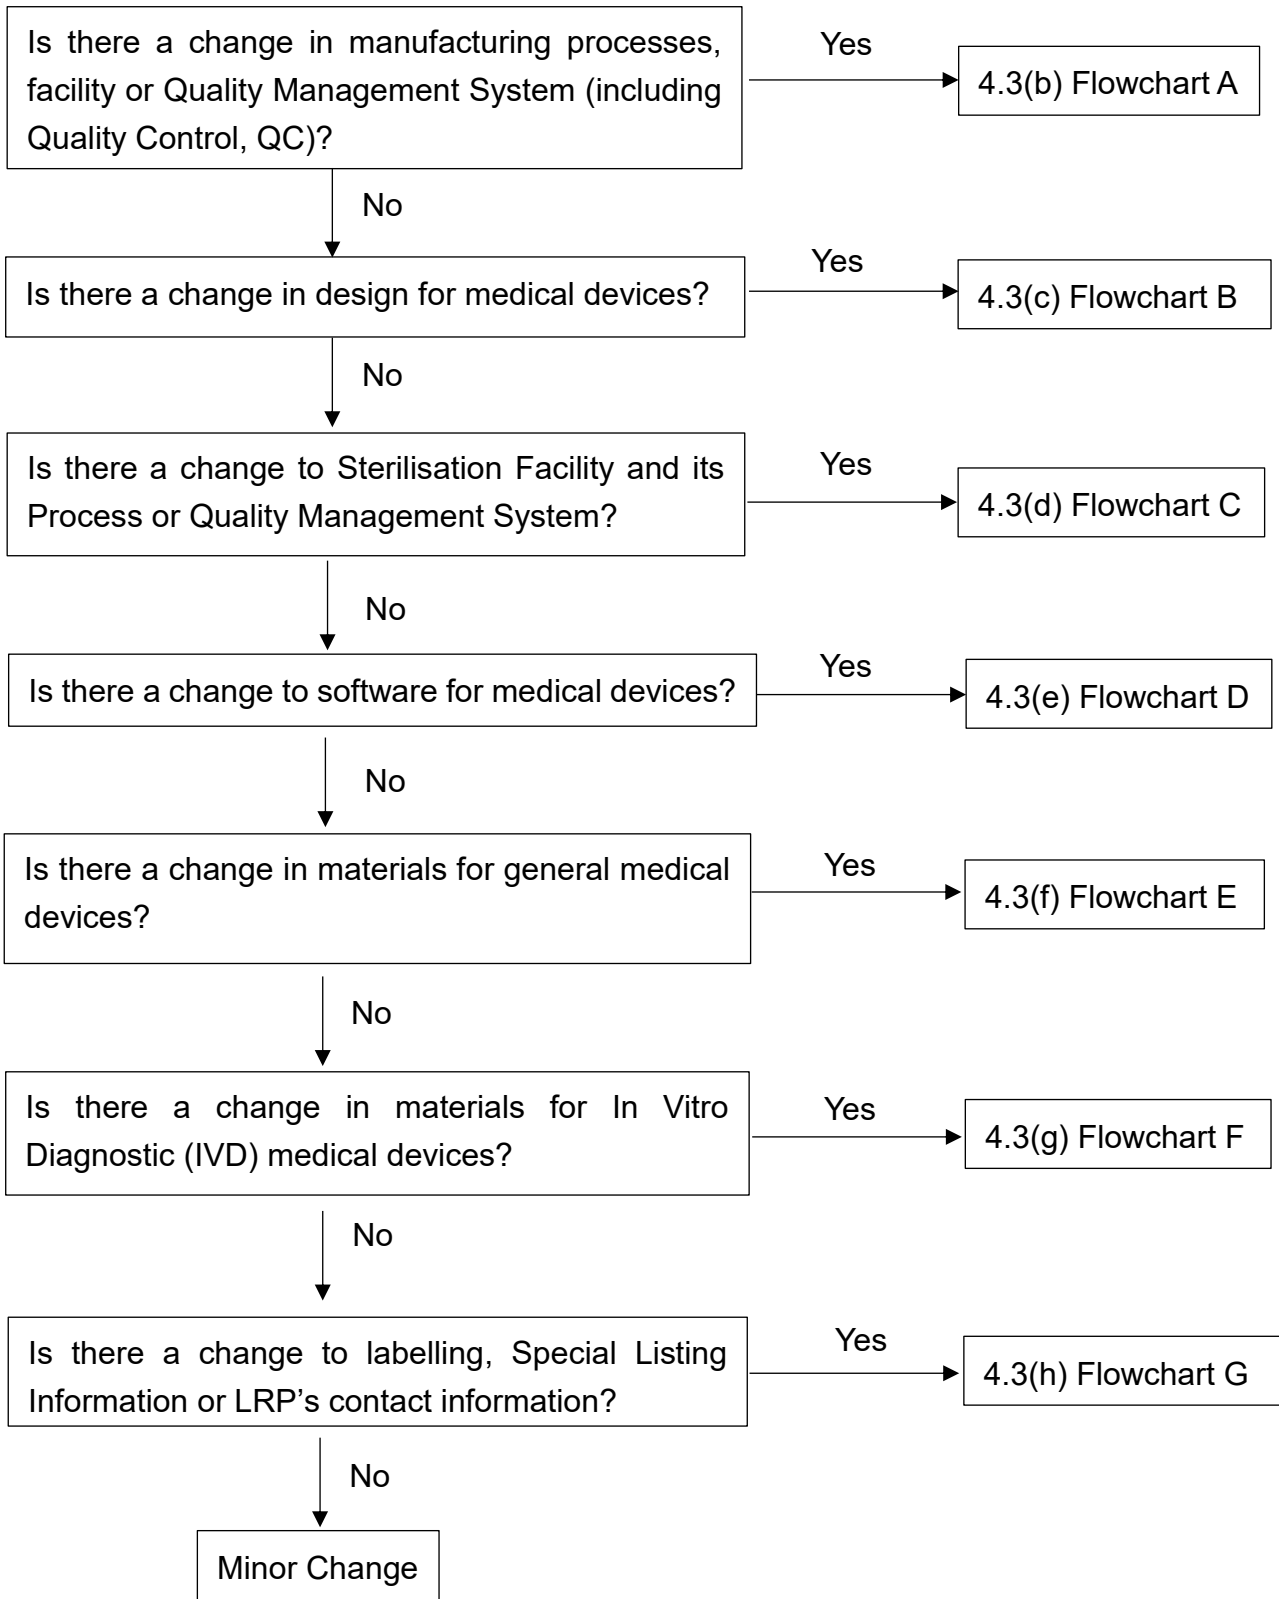 Is there a change in manufacturing processes,
facility or Quality Management System (including
Quality Control, QC)?
Yes
4.3(b) Flowchart A
No
Is there a change in design for medical devices?
Yes
4.3(c) Flowchart B
No
Is there a change to Sterilisation Facility and its
Process or Quality Management System?
Yes
4.3(d) Flowchart C
No
Is there a change to software for medical devices?
Yes
4.3(e) Flowchart D
No
Is there a change in materials for general medical
devices?
Yes
4.3(f) Flowchart E
No
Is there a change in materials for In Vitro
Diagnostic (IVD) medical devices?
Yes
4.3(g) Flowchart F
No
Is there a change to labelling, Special Listing
Information or LRP’s contact information?
Yes
4.3(h) Flowchart G
No
Minor Change